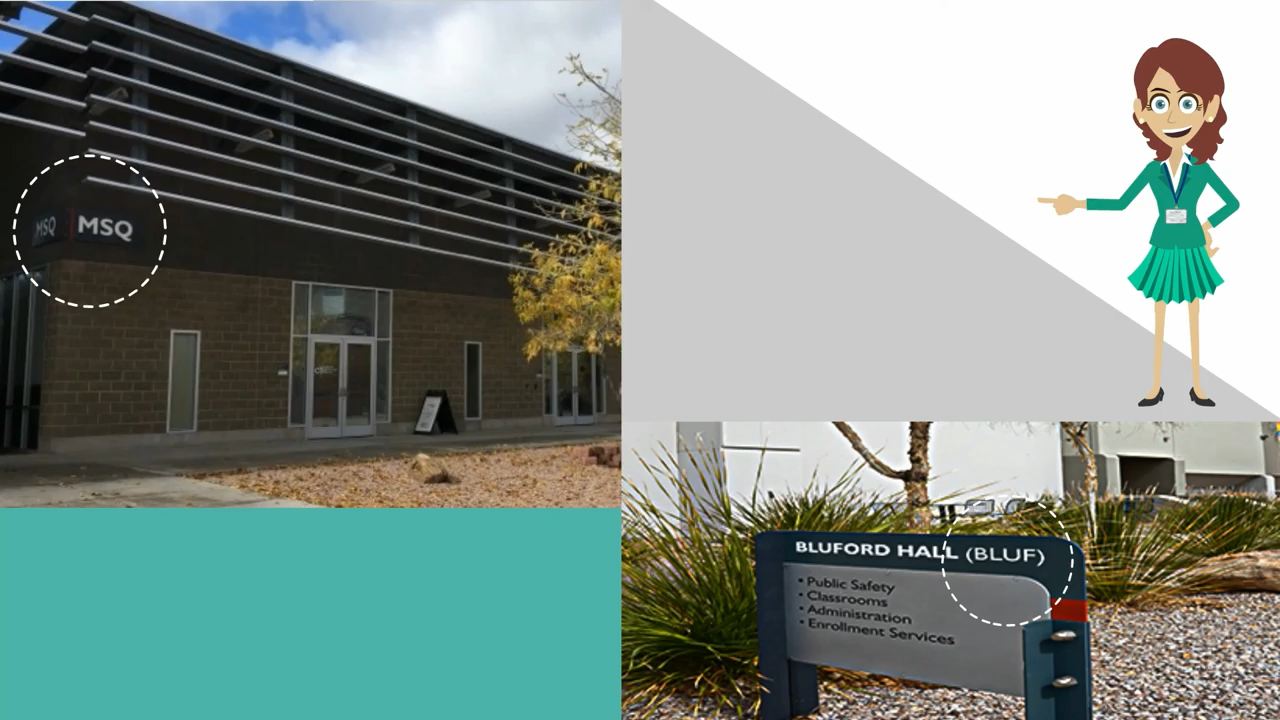 MSQ
MSQ
BLUFORD HALL (BLUF)
• Public Safety
• Classrooms
• Administration
• Enrollment Services